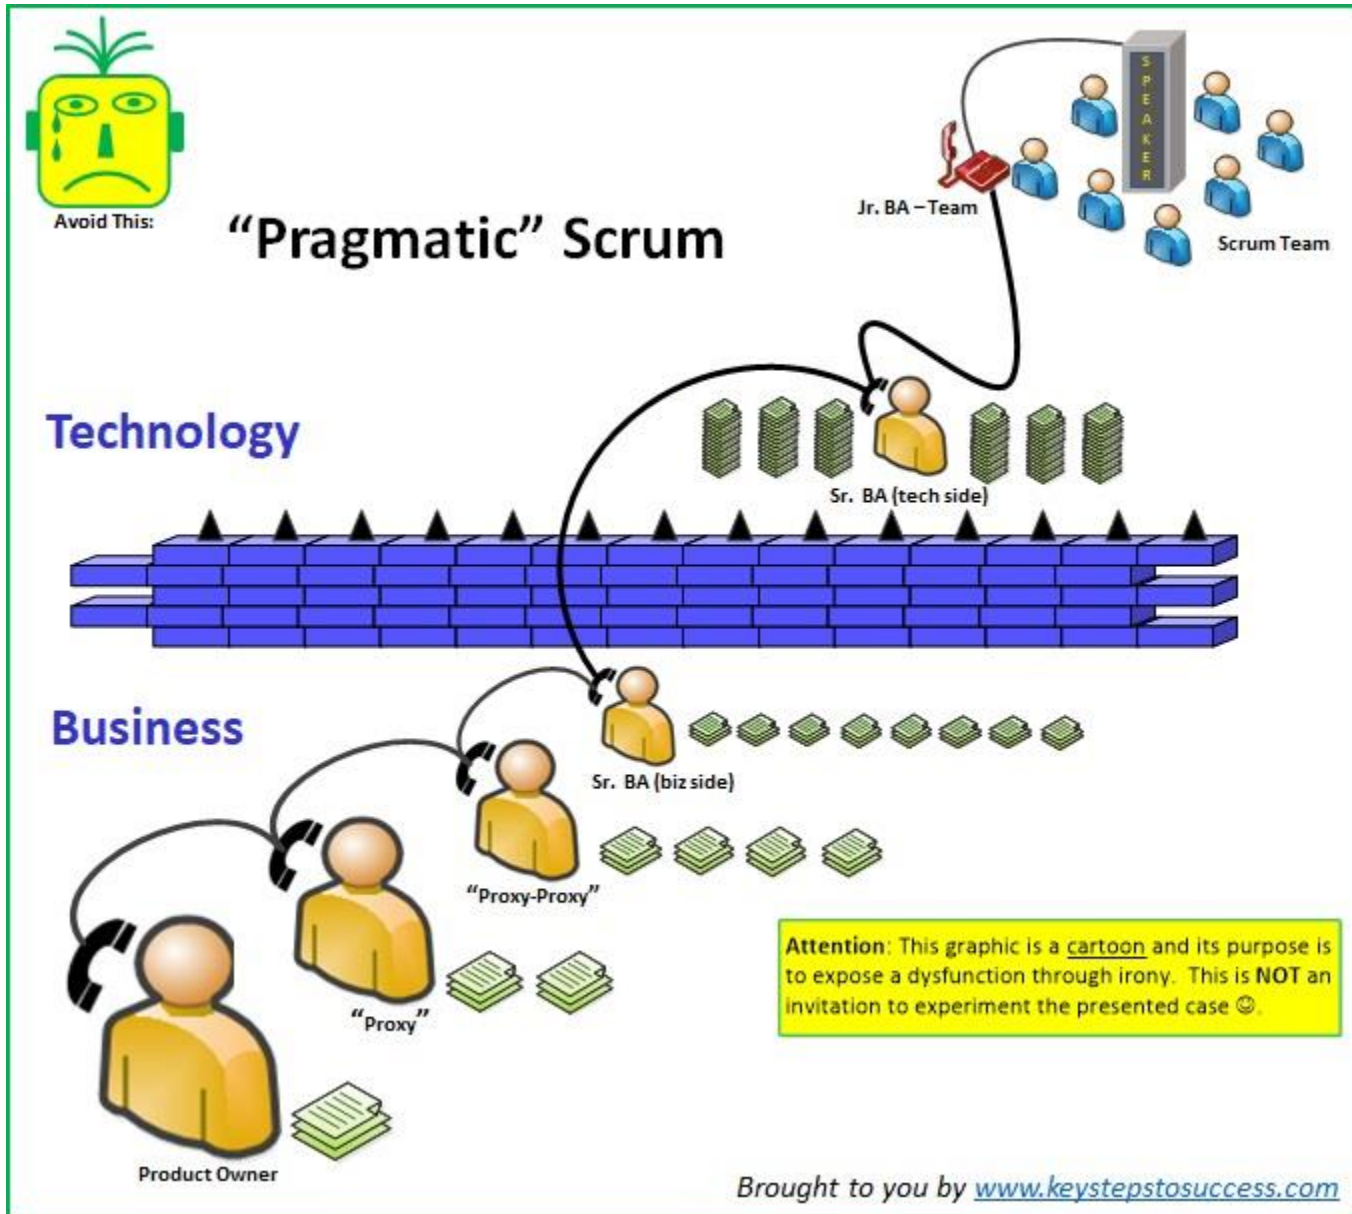 SPEAKER
Avoid This:
“Pragmatic” Scrum
Jr. BA – Team
Scrum Team
Technology
Sr. BA (tech side)
Business
Sr. BA (biz side)
“Proxy-Proxy”
“Proxy”
Attention: This graphic is a cartoon and its purpose is
to expose a dysfunction through irony. This is NOT an
invitation to experiment the presented case ☺.
Product Owner
Brought to you by www.keystepstosuccess.com